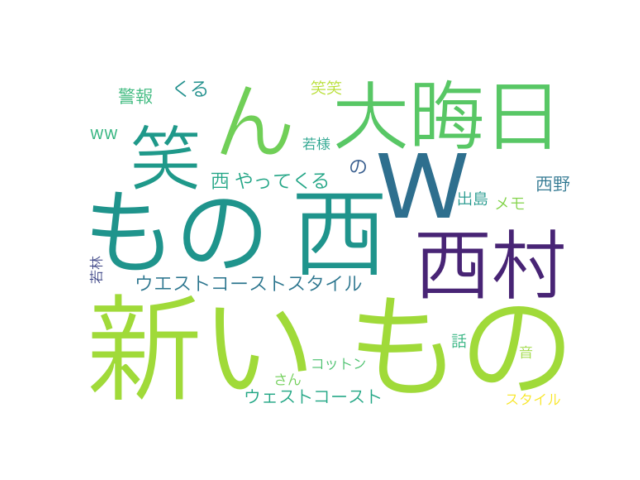 警報 くる 笑笑 大晦日
ww 笑 ん 若様
西 やってくる の w 西野
もの 西 出島 メモ
若林 ウエストコーストスタイル 西村
新い もの 話
コットン 音
さん
ウェストコースト スタイル